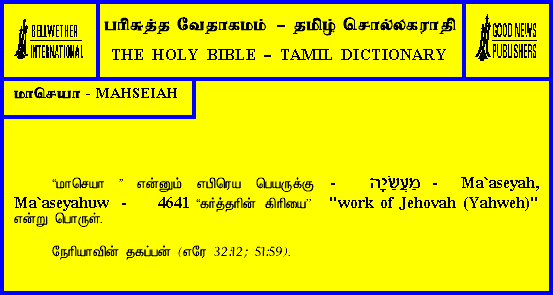 BELLWETHER
INTERNATIONAL
பரிசுத்த வேதாகமம் – தமிழ் சொல்லகராதி
THE HOLY BIBLE – TAMIL DICTIONARY
GOOD NEWS
PUBLISHERS
மாசெயா - MAHSEIAH
“மாசெயா ” என்னும் எபிரெய பெயருக்கு - מַעֲשֵׂיָה - Ma`aseyah,
Ma`aseyahuw - 4641 “கர்த்தரின் கிரியை” "work of Jehovah (Yahweh)"
என்று பொருள்.
நேரியாவின் தகப்பன் (எரே 32:12; 51:59).